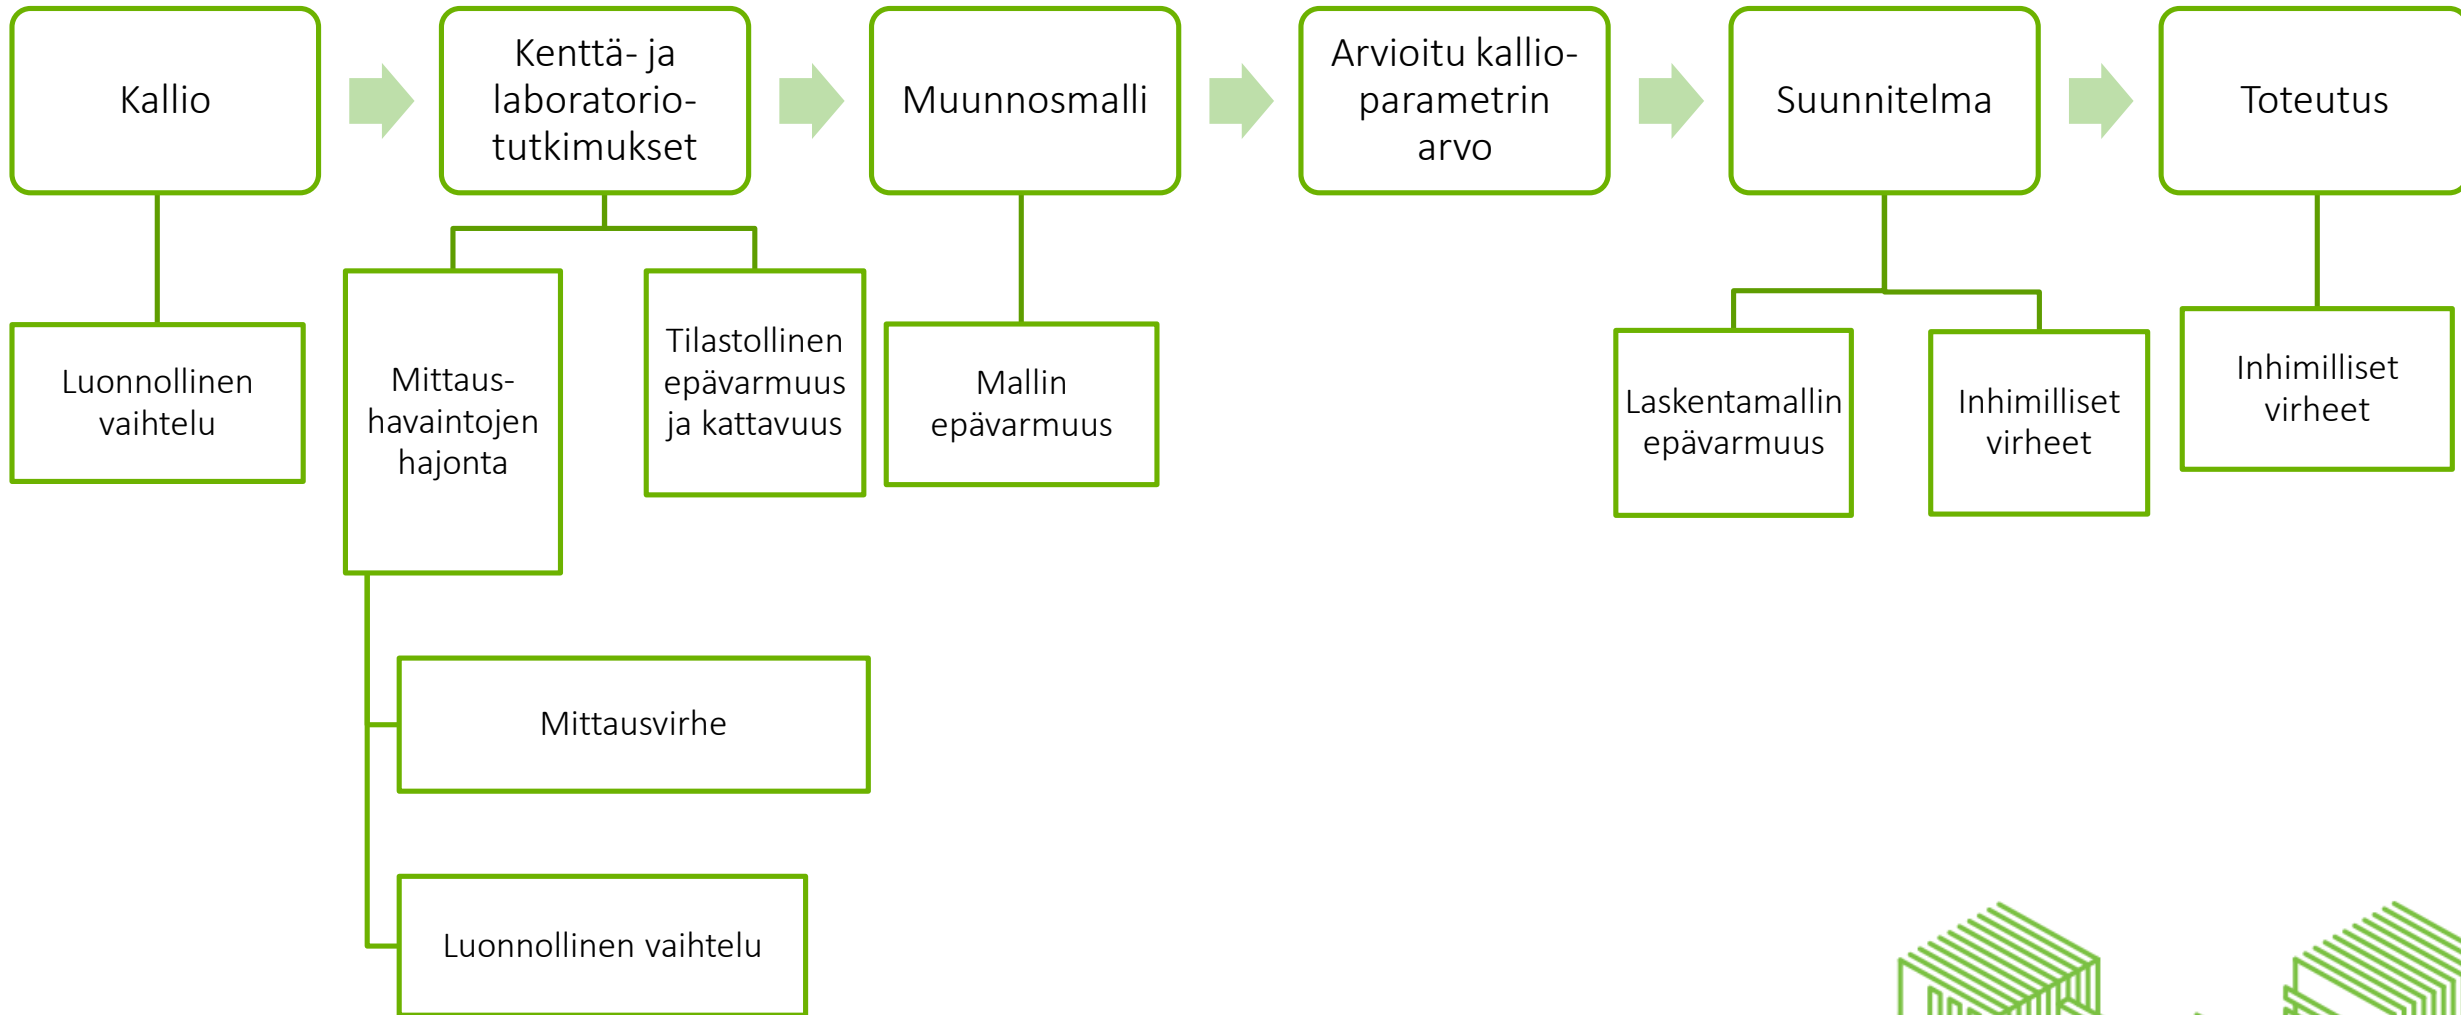 Kallio
Kenttä- ja
laboratorio-
tutkimukset
Muunnosmalli
Arvioitu kallio-
parametrin
arvo
Suunnitelma
Toteutus
Luonnollinen
vaihtelu
Mittaus-
havaintojen
hajonta
Tilastollinen
epävarmuus
ja kattavuus
Mallin
epävarmuus
Laskentamallin
epävarmuus
Inhimilliset
virheet
Inhimilliset
virheet
Mittausvirhe
Luonnollinen vaihtelu